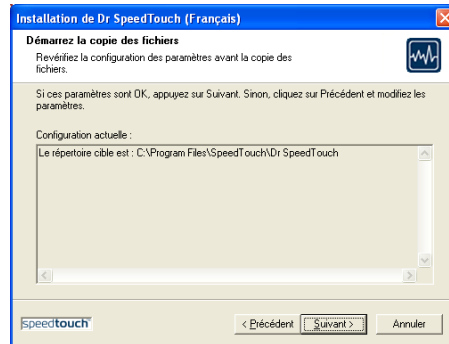 Installation de Dr SpeedTouch (Français)
Démarrez la copie des fichiers
Revérifiez la configuration des paramètres avant la copie des
fichiers.
Si ces paramètres sont OK, appuyez sur Suivant. Sinon, cliquez sur Précédent et modifiez les
paramètres.
Configuration actuelle :
Le répertoire cible est : C:\Program Files\SpeedTouch\Dr SpeedTouch
speedtouch
< Précédent
Suivant >
Annuler